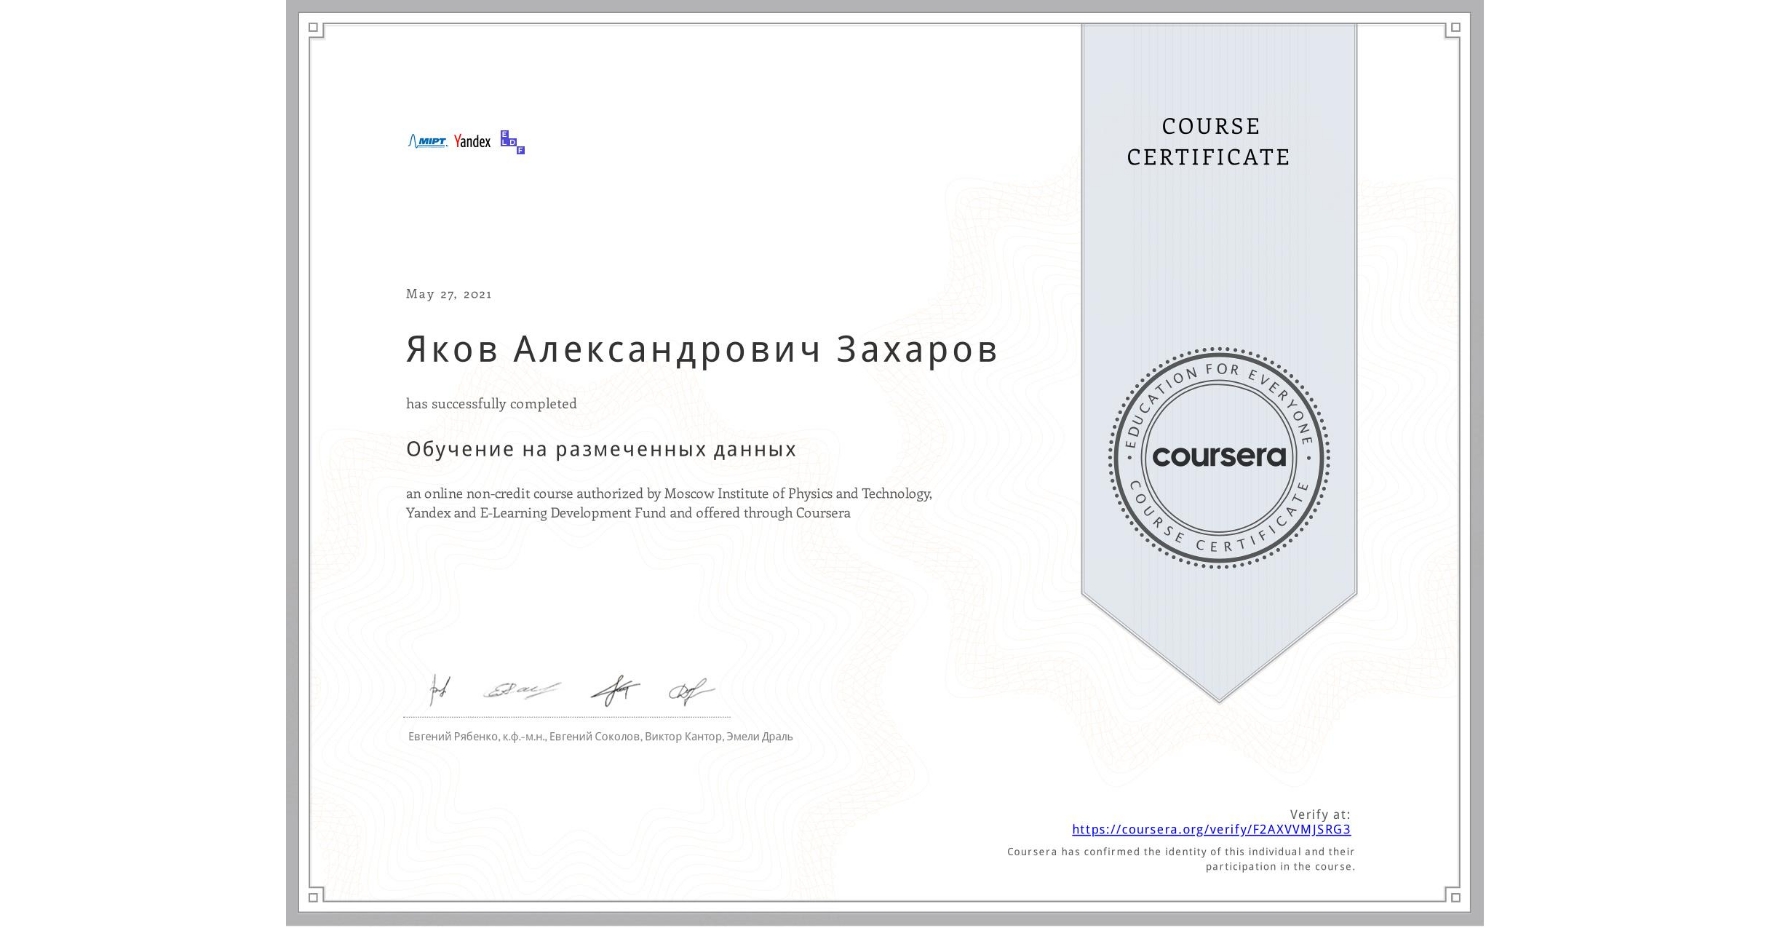 MIPT Yandex E L D F
COURSE
CERTIFICATE
May 27, 2021
Яков Александрович Захаров
has successfully completed
Обучение на размеченных данных
an online non-credit course authorized by Moscow Institute of Physics and Technology,
Yandex and E-Learning Development Fund and offered through Coursera
EDUCATION FOR EVERYONE
coursera
COURSE CERTIFICATE
Евгений Рябенко, к.ф.-м.н., Евгений Соколов, Виктор Кантор, Эмели Драль
Verify at:
https://coursera.org/verify/F2AXVVMJSRG3
Coursera has confirmed the identity of this individual and their
participation in the course.